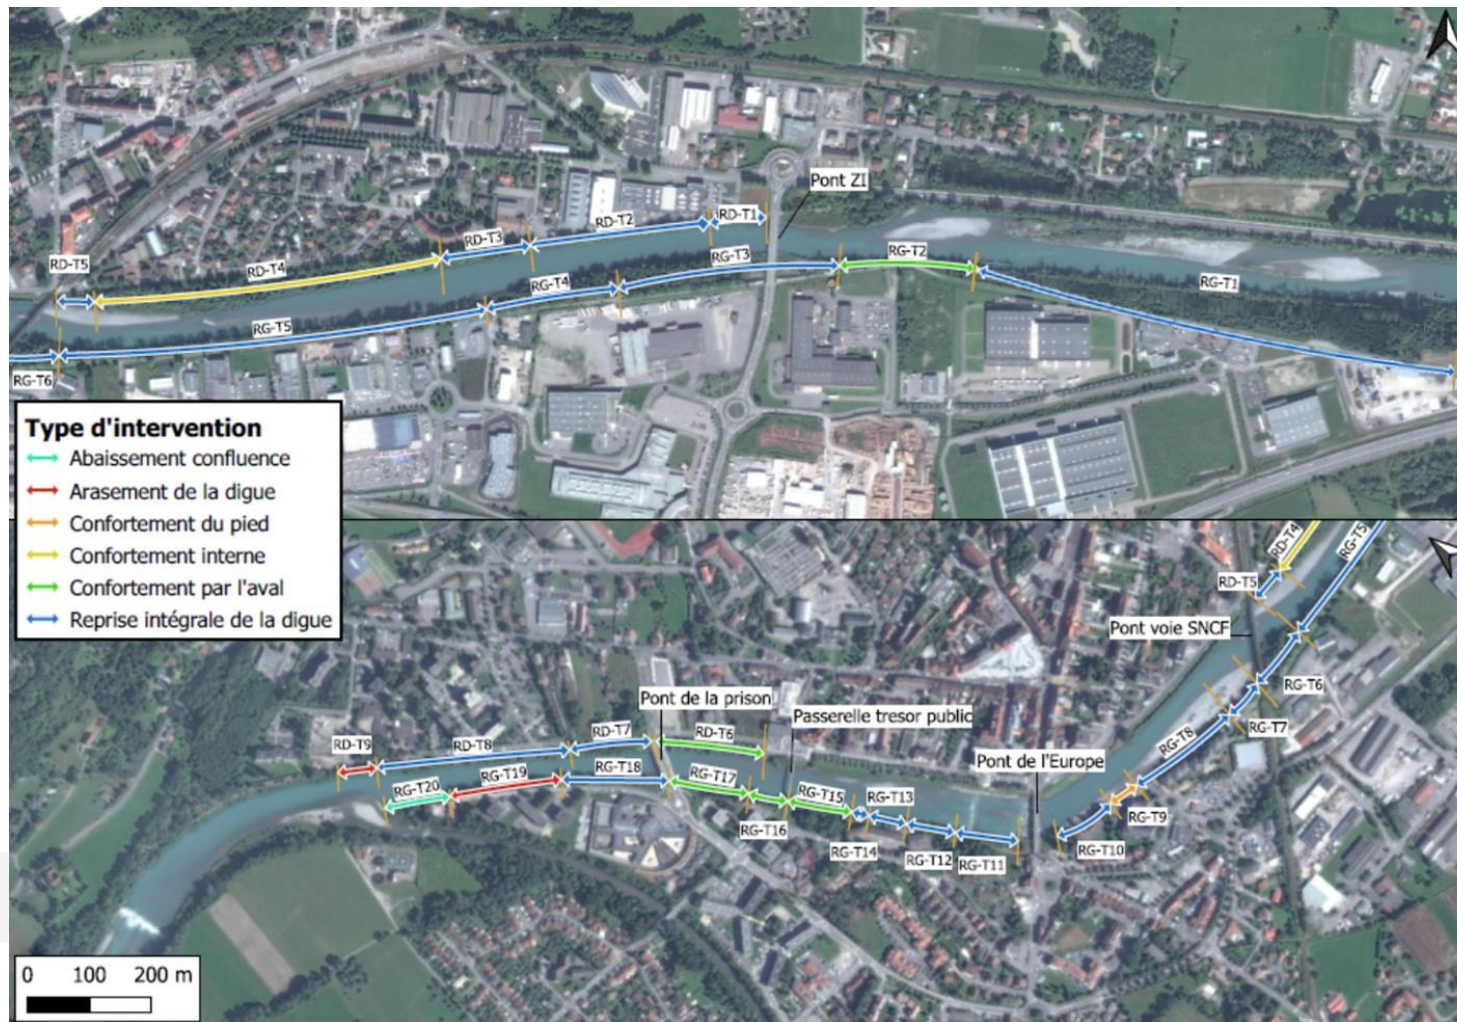 Pont ZI
RD-T1
RD-T2
RD-T3
RD-T4
RD-T5
RG-T1
RG-T2
RG-T3
RG-T4
RG-T5
RG-T6
Type d'intervention
Abaissement confluence
Arasement de la digue
Confortement du pied
Confortement interne
Confortement par l'aval
Reprise intégrale de la digue
RD-T4
RG-T5
RD-T5
Pont voie SNCF
RG-T6
RG-T7
RG-T8
RG-T9
RG-T10
Pont de l'Europe
Pont de la prison
Passerelle tresor public
RD-T6
RD-T7
RD-T8
RD-T9
RG-T20
RG-T19
RG-T18
RG-T17
RG-T16
RG-T15
RG-T14
RG-T13
RG-T12
RG-T11
0 100 200 m